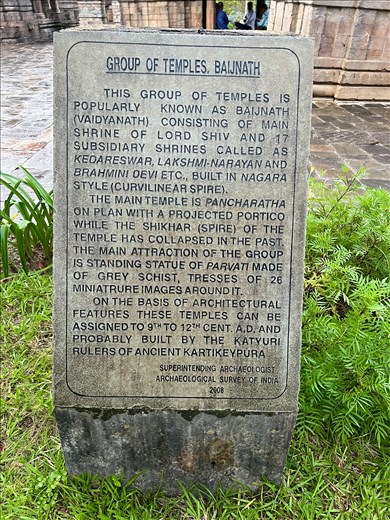 GROUP OF TEMPLES, BAIJNATH
THIS GROUP OF TEMPLES IS
POPULARLY KNOWN AS BAIJNATH
(VAIDYANATH). CONSISTING OF MAIN
SHRINE OF LORD SHIV AND 17
SUBSIDIARY SHRINES CALLED AS
KEDARESWAR, LAKSHMI-NARAYAN AND
BRAHMINI DEVI ETC., BUILT IN NAGARA
STYLE (CURVILINEAR SPIRE).
THE MAIN TEMPLE IS PANCHARATHA
ON PLAN WITH A PROJECTED PORTICO
WHILE THE SHIKHAR (SPIRE) OF THE
TEMPLE HAS COLLAPSED IN THE PAST.
THE MAIN ATTRACTION OF THE GROUP
IS STANDING STATUE OF PARVATI MADE
OF GREY SCHIST, TRESSES OF 26
MINIATRURE IMAGES AROUND IT.
ON THE BASIS OF ARCHITECTURAL
FEATURES THESE TEMPLES CAN BE
ASSIGNED TO 9TH TO 12TH CENT. A.D. AND
PROBABLY BUILT BY THE KATYURI
RULERS OF ANCIENT KARTIKEYPURA
SUPERINTENDING ARCHAEOLOGIST
ARCHAEOLOGICAL SURVEY OF INDIA
2008